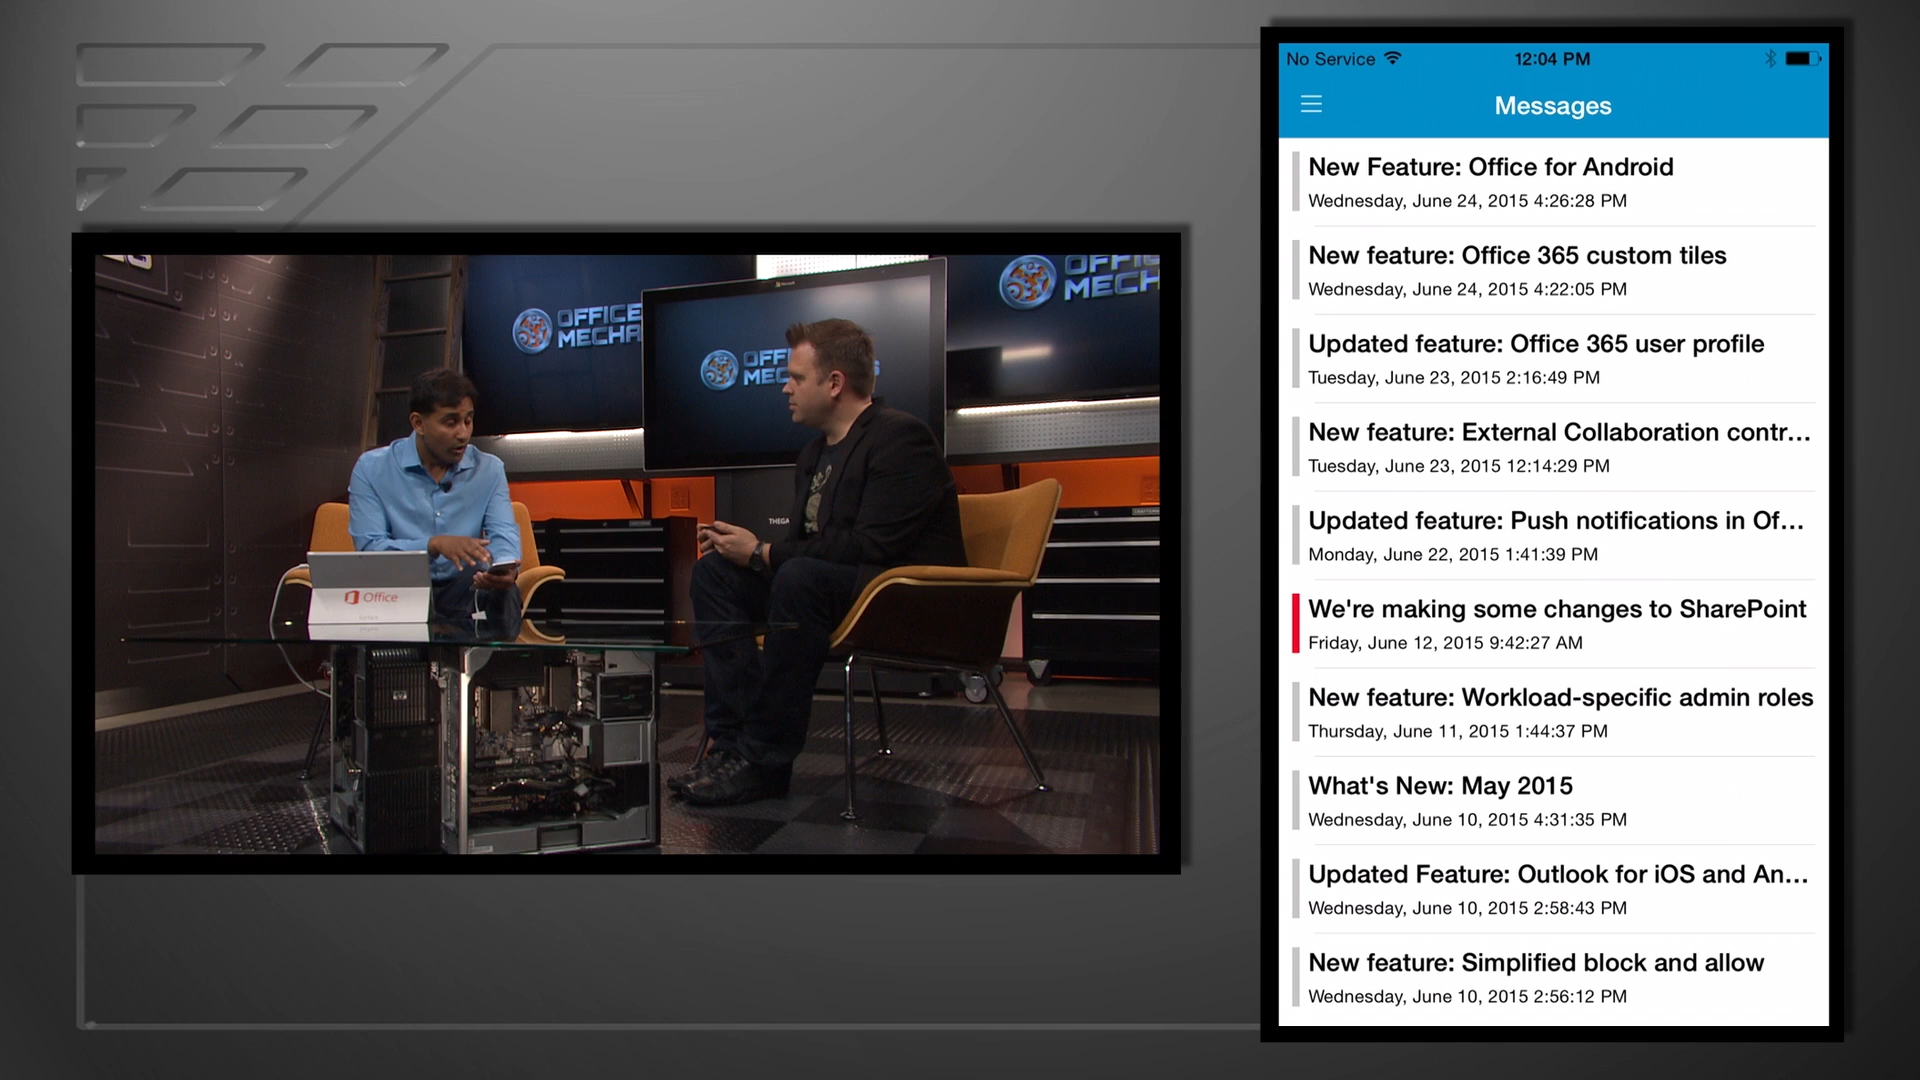 OFFICE
MECHA
OFF
MEC
S
OFFIC
MECH
Office
THEGA
No Service
12:04 PM
Messages
New Feature: Office for Android
Wednesday, June 24, 2015 4:26:28 PM
New feature: Office 365 custom tiles
Wednesday, June 24, 2015 4:22:05 PM
Updated feature: Office 365 user profile
Tuesday, June 23, 2015 2:16:49 PM
New feature: External Collaboration contr...
Tuesday, June 23, 2015 12:14:29 PM
Updated feature: Push notifications in Of...
Monday, June 22, 2015 1:41:39 PM
We're making some changes to SharePoint
Friday, June 12, 2015 9:42:27 AM
New feature: Workload-specific admin roles
Thursday, June 11, 2015 1:44:37 PM
What's New: May 2015
Wednesday, June 10, 2015 4:31:35 PM
Updated Feature: Outlook for iOS and An...
Wednesday, June 10, 2015 2:58:43 PM
New feature: Simplified block and allow
Wednesday, June 10, 2015 2:56:12 PM